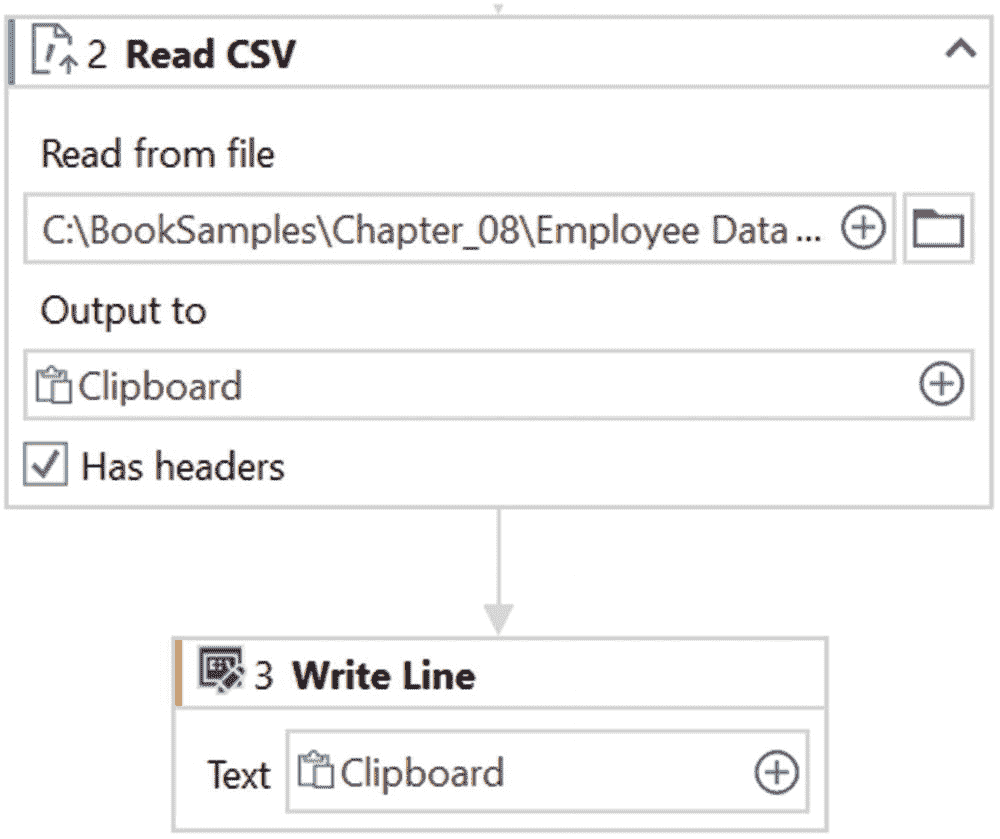 2 Read CSV
Read from file
C:\BookSamples\Chapter_08\Employee Data ...
Output to
Clipboard
Has headers
3 Write Line
Text Clipboard